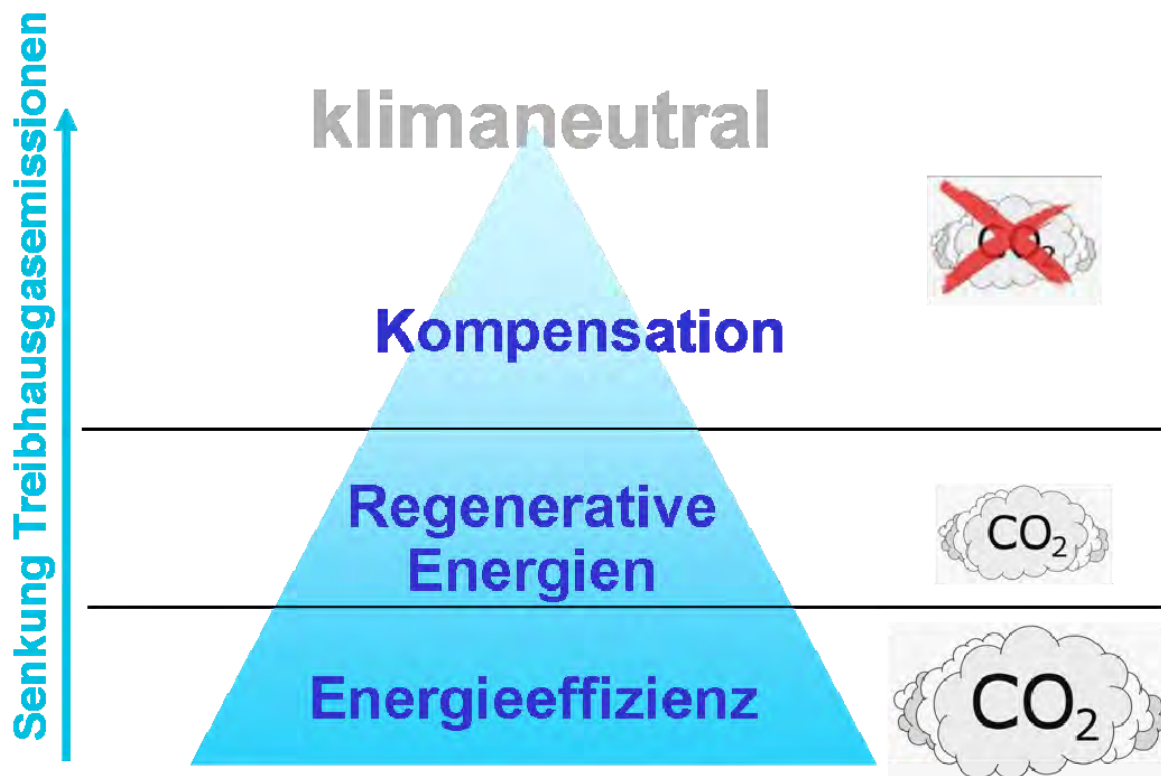 Senkung Treibhausgasemissionen
klimaneutral
CO₂
Kompensation
Regenerative
Energien
CO₂
Energieeffizienz
CO₂